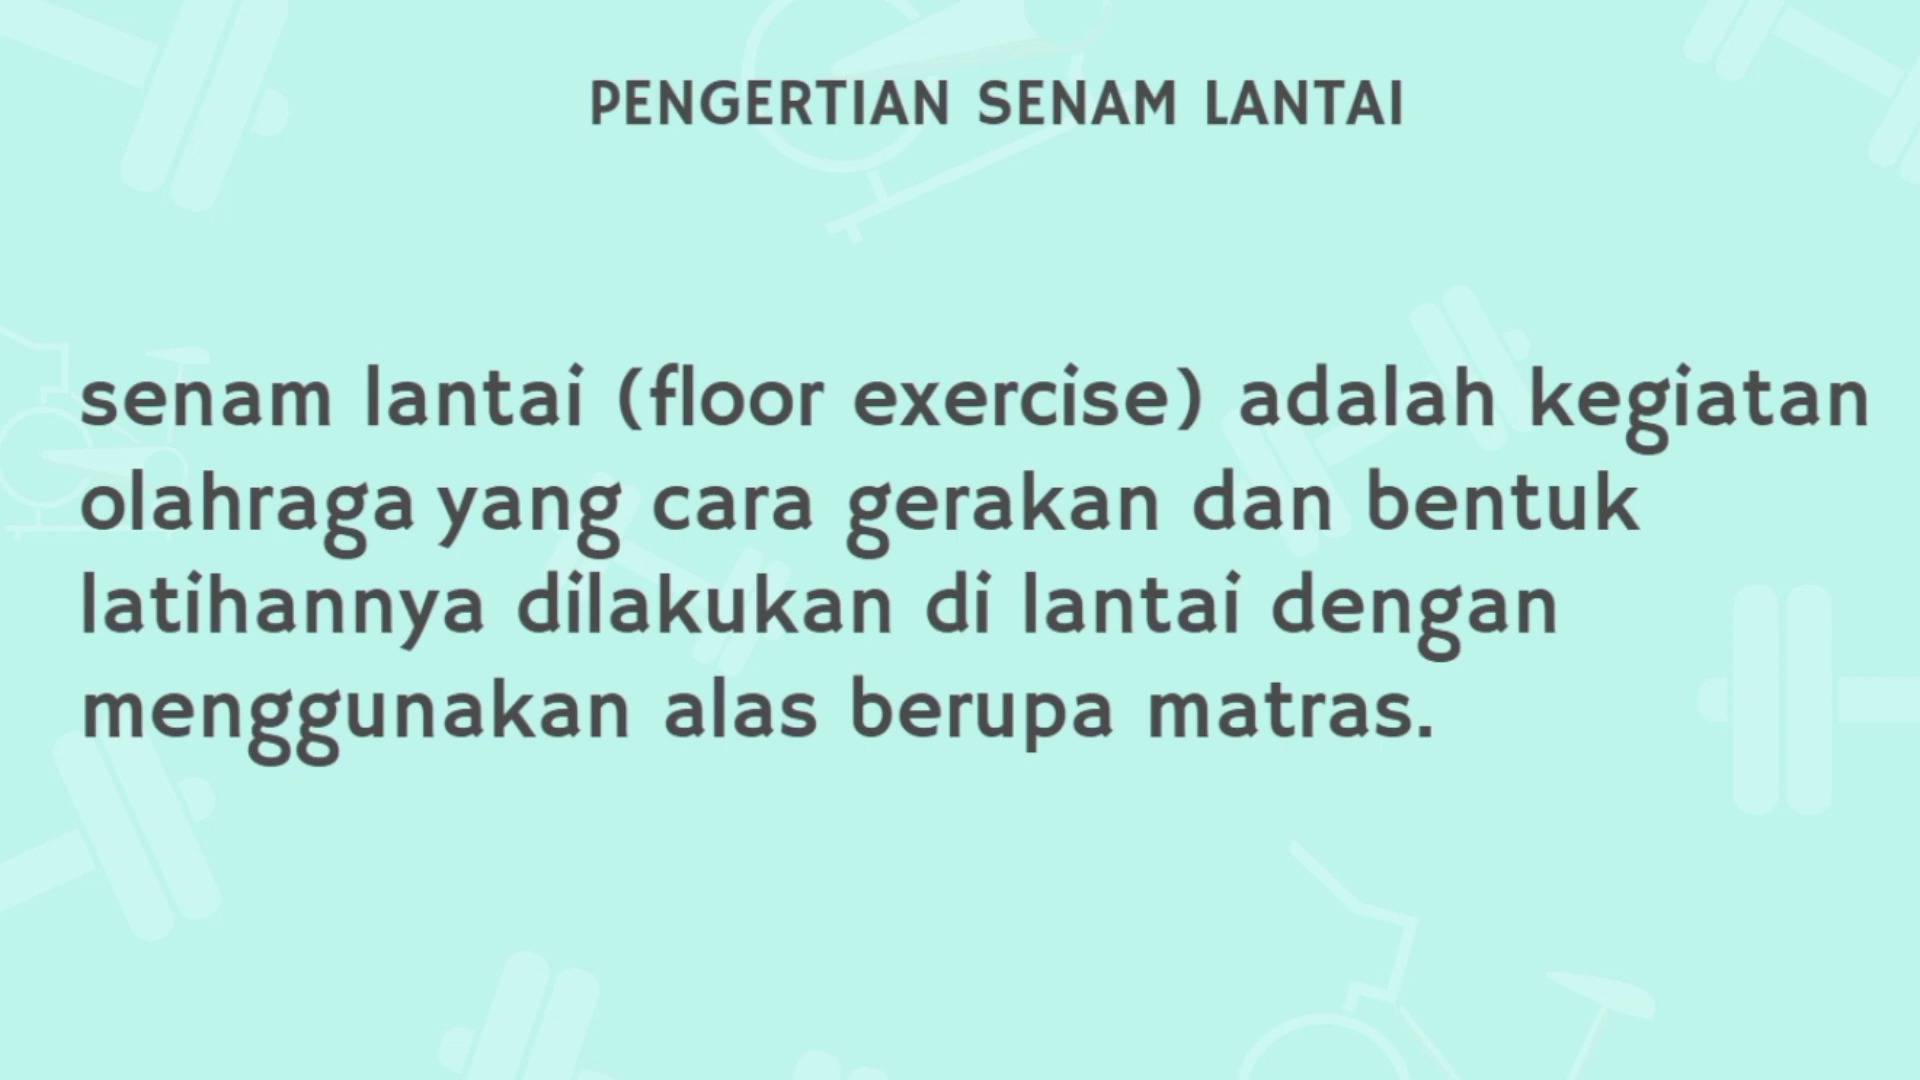 PENGERTIAN SENAM LANTAI
senam lantai (floor exercise) adalah kegiatan
olahraga yang cara gerakan dan bentuk
latihannya dilakukan di lantai dengan
menggunakan alas berupa matras.